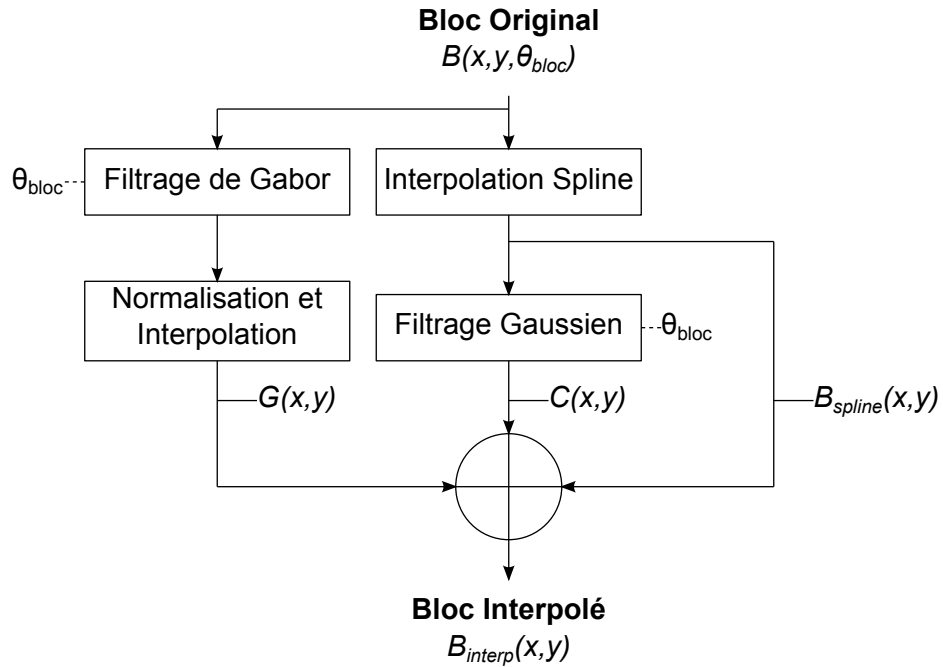 Bloc Original
B(x,y,θbloc)
θbloc
Filtrage de Gabor
Interpolation Spline
Normalisation et
Interpolation
Filtrage Gaussien
θbloc
G(x,y)
C(x,y)
Bspline(x,y)
Bloc Interpolé
Binterp(x,y)